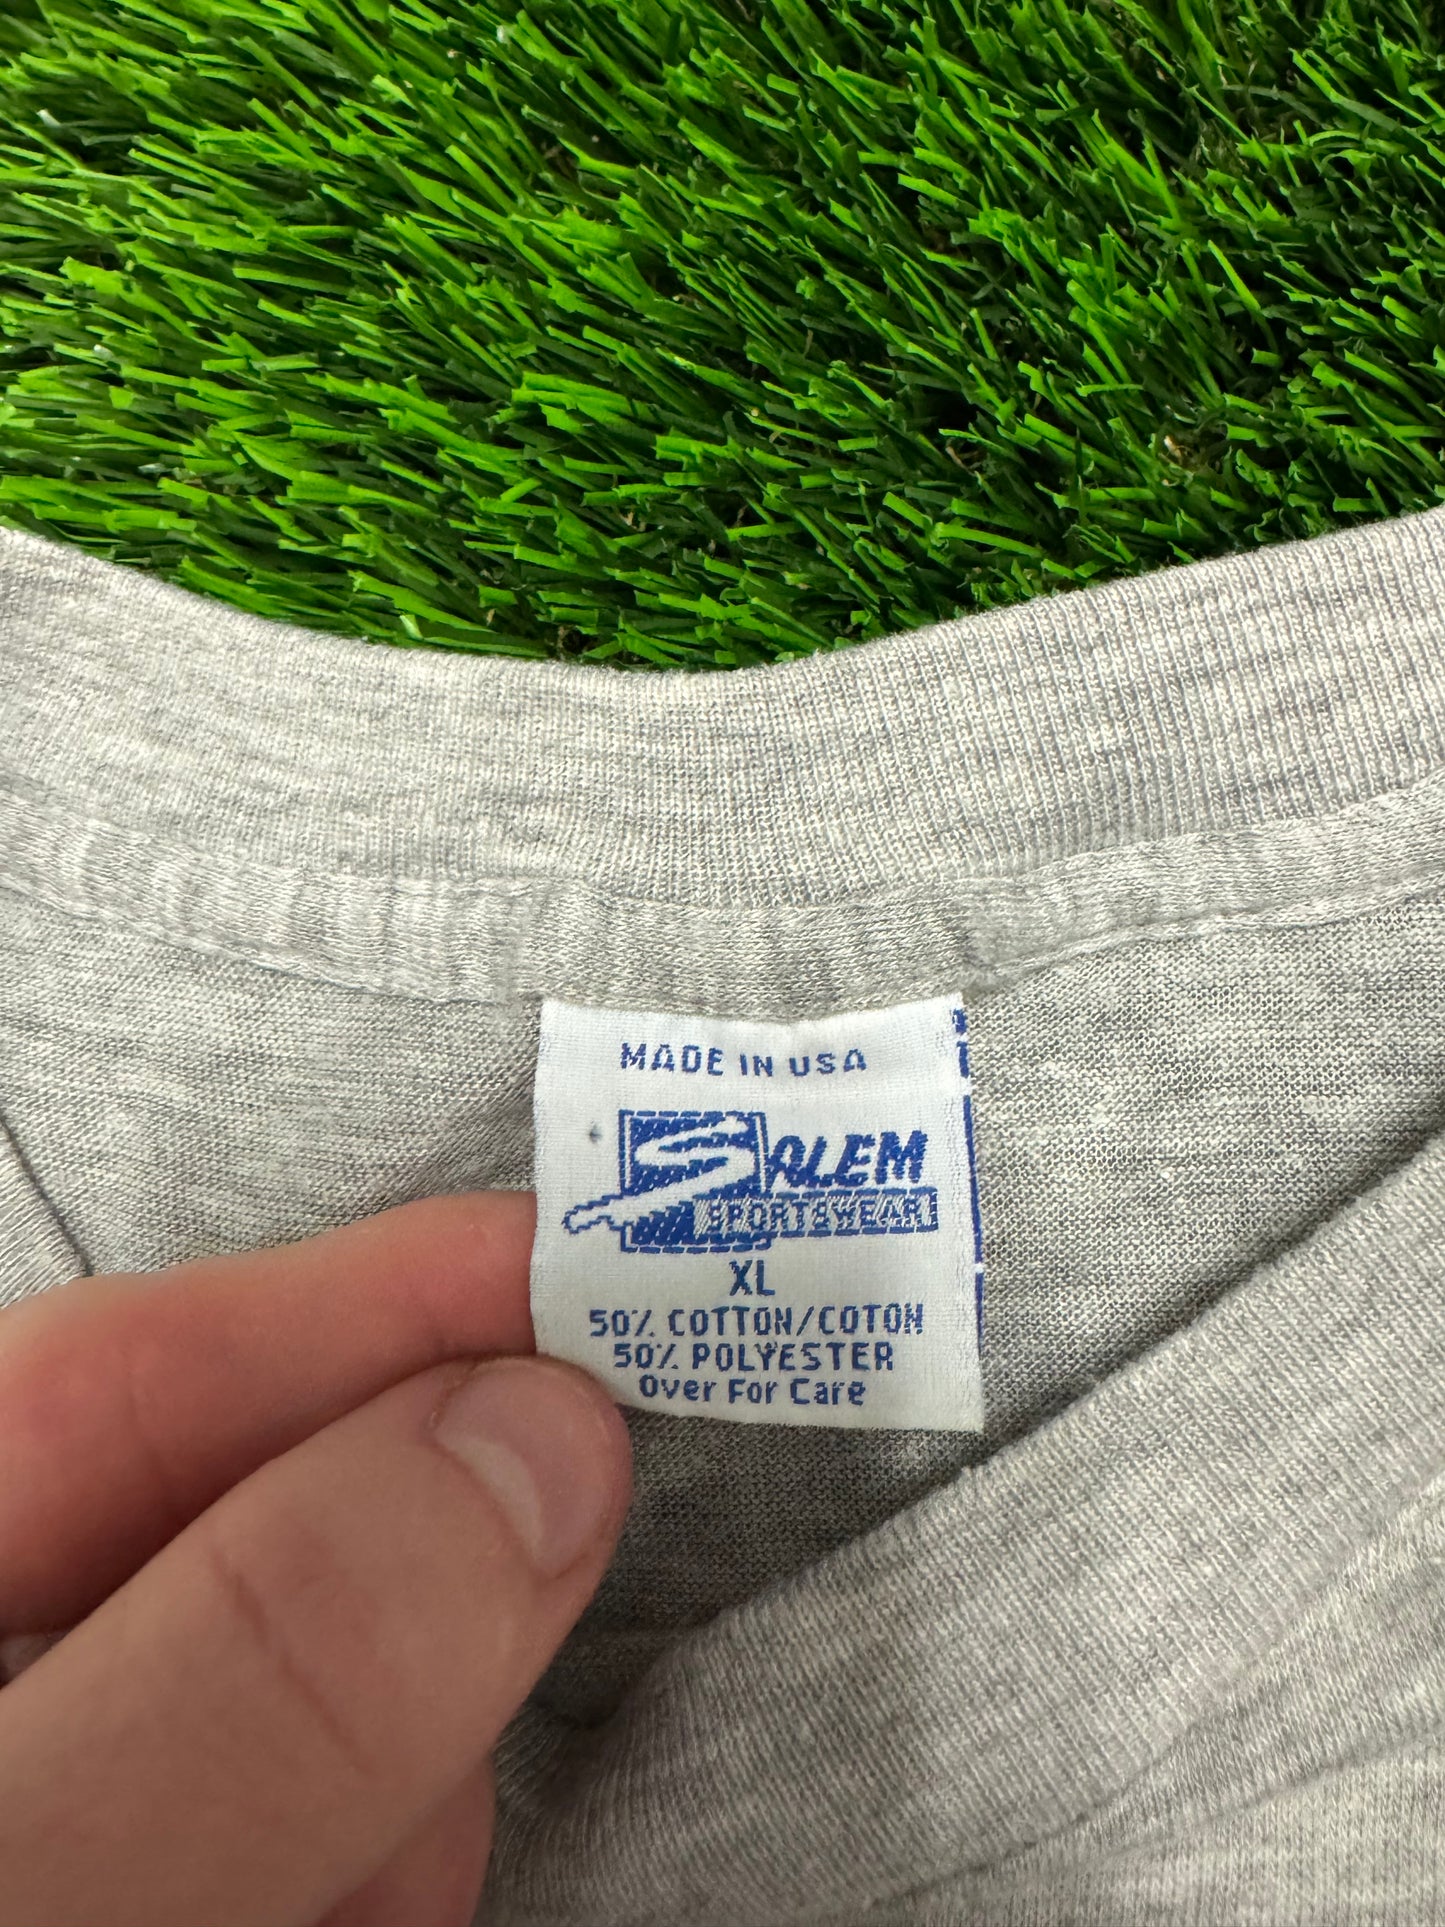 MADE IN USA
SALEM
SPORTSWEAR
XL
50% COTTON/COTON
50% POLYESTER
Over For Care